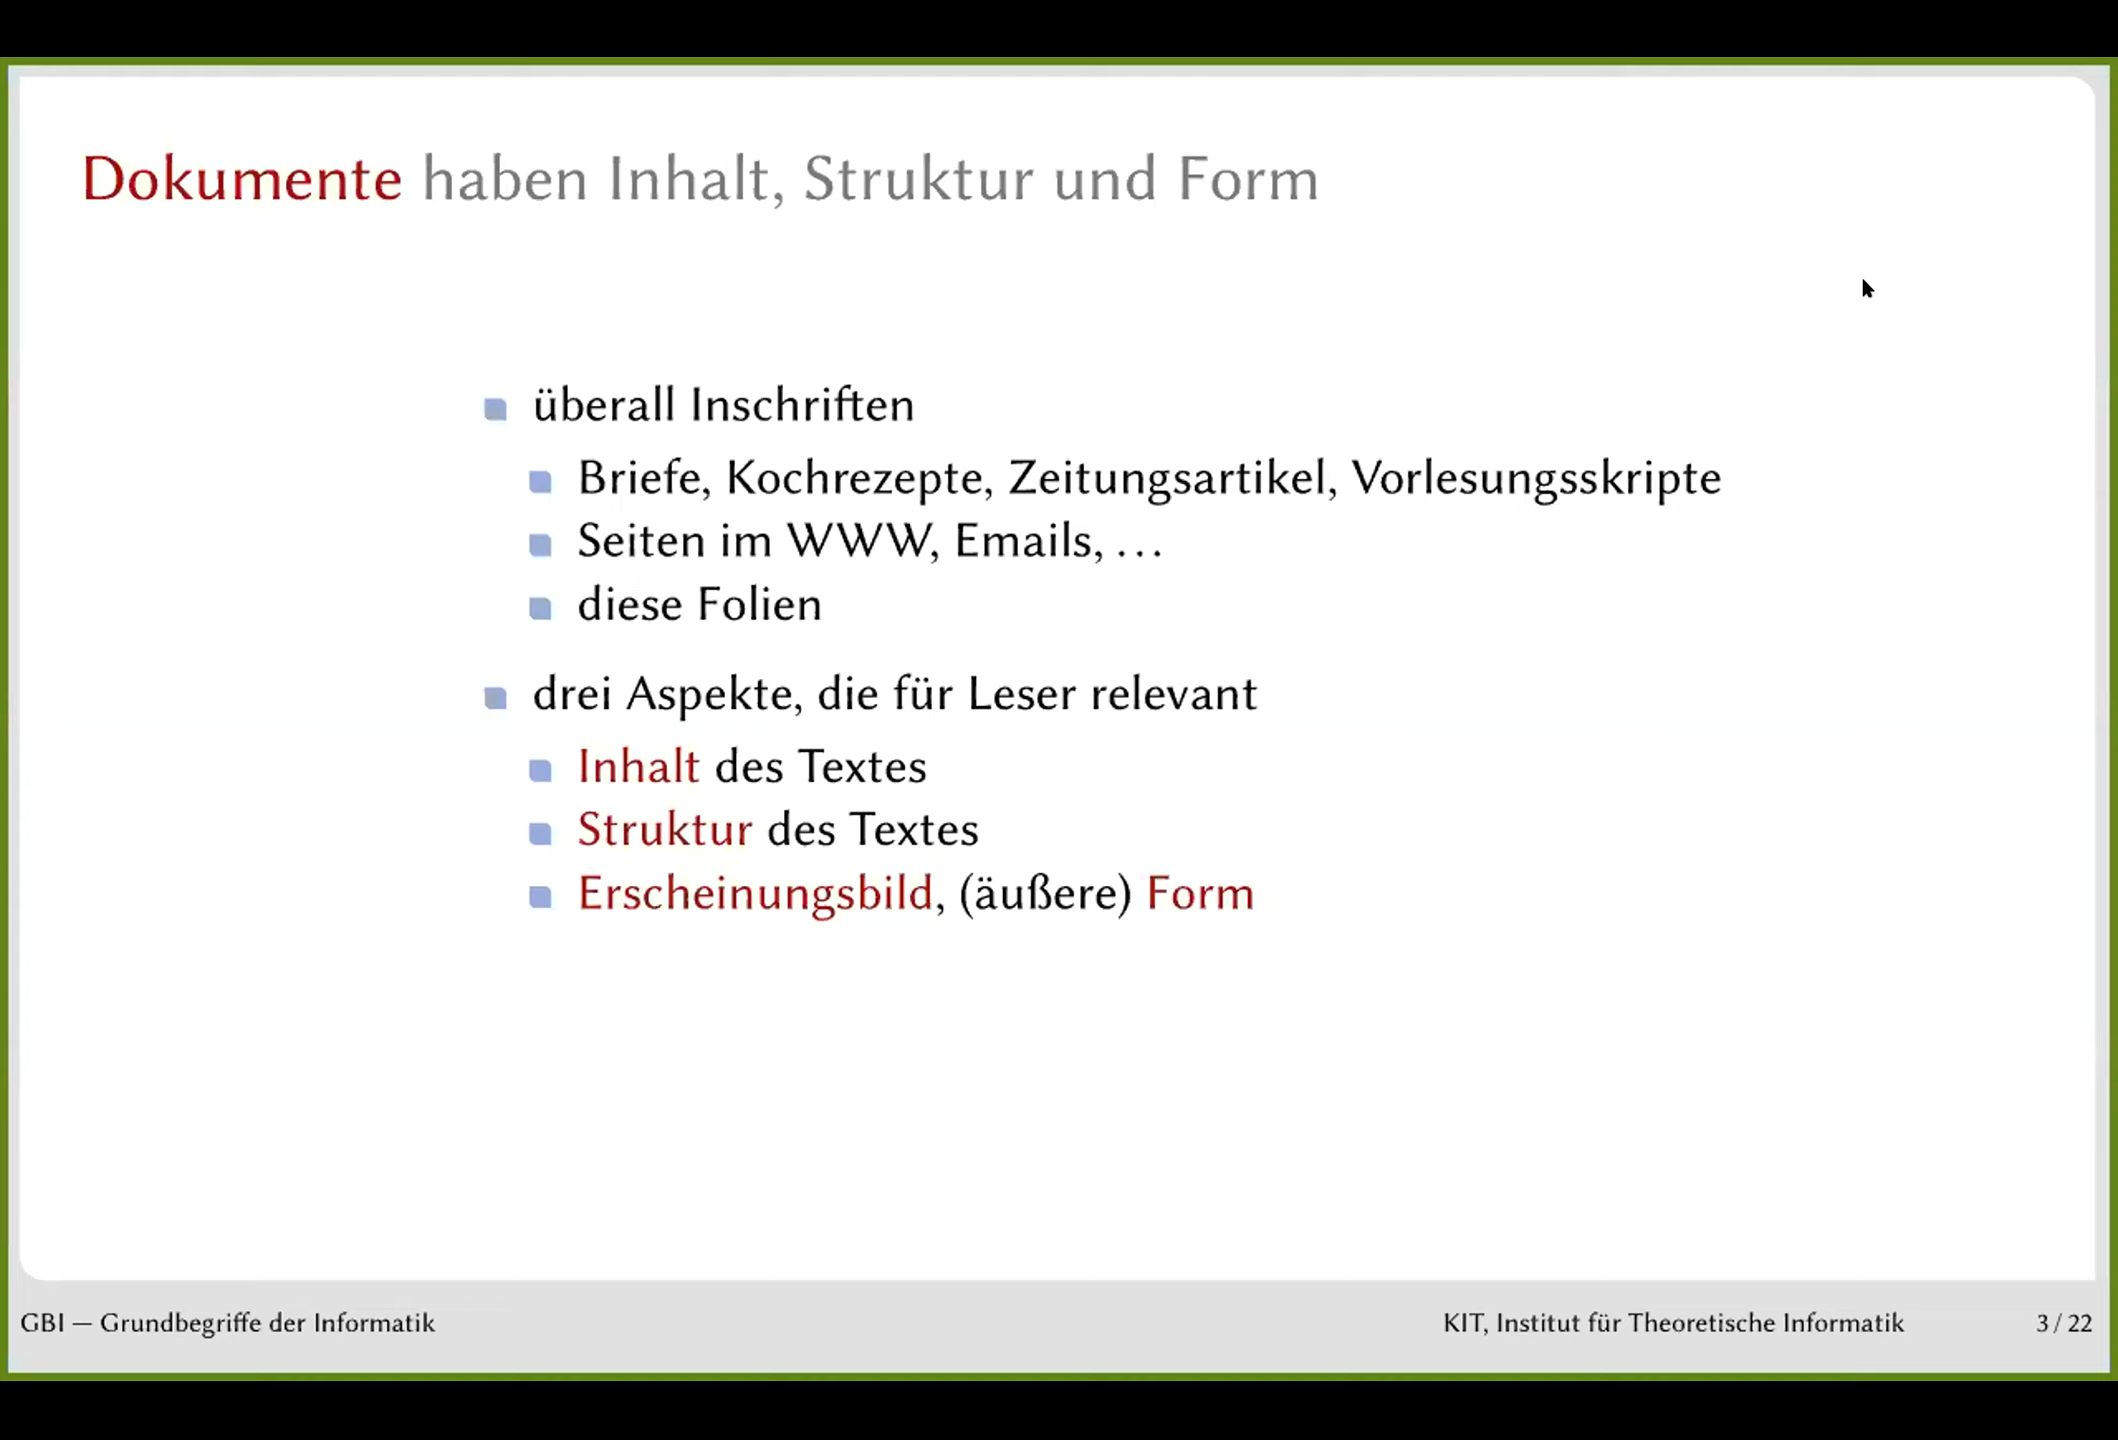 Dokumente haben Inhalt, Struktur und Form
überall Inschriften
Briefe, Kochrezepte, Zeitungsartikel, Vorlesungsskripte
Seiten im WWW, Emails, …
diese Folien
drei Aspekte, die für Leser relevant
Inhalt des Textes
Struktur des Textes
Erscheinungsbild, (äußere) Form
GBI — Grundbegriffe der Informatik
KIT, Institut für Theoretische Informatik
3 / 22